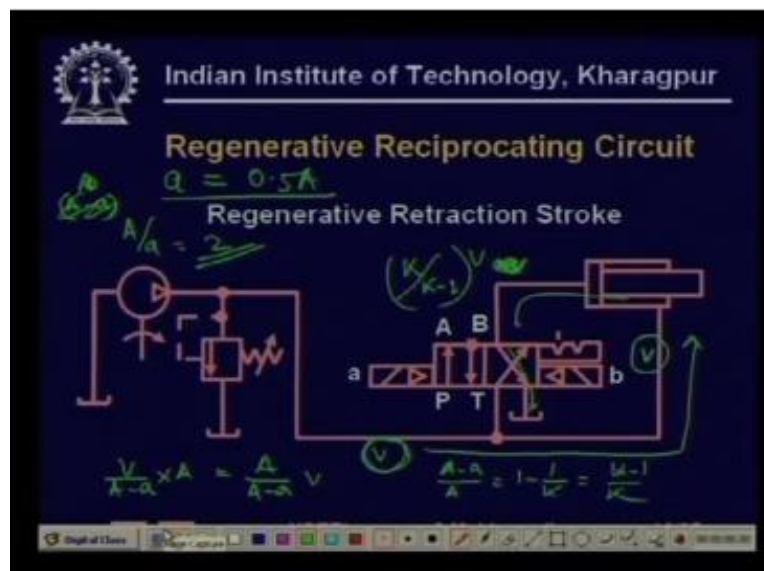 Indian Institute of Technology, Kharagpur
Regenerative Reciprocating Circuit
a = 0.5A
Regenerative Retraction Stroke
A/a = 2
(K/K-1) V
A B
a b
P T
V
V
V/A-a × A = A/A-a V
A-a/A = 1 - 1/K = K-1/K